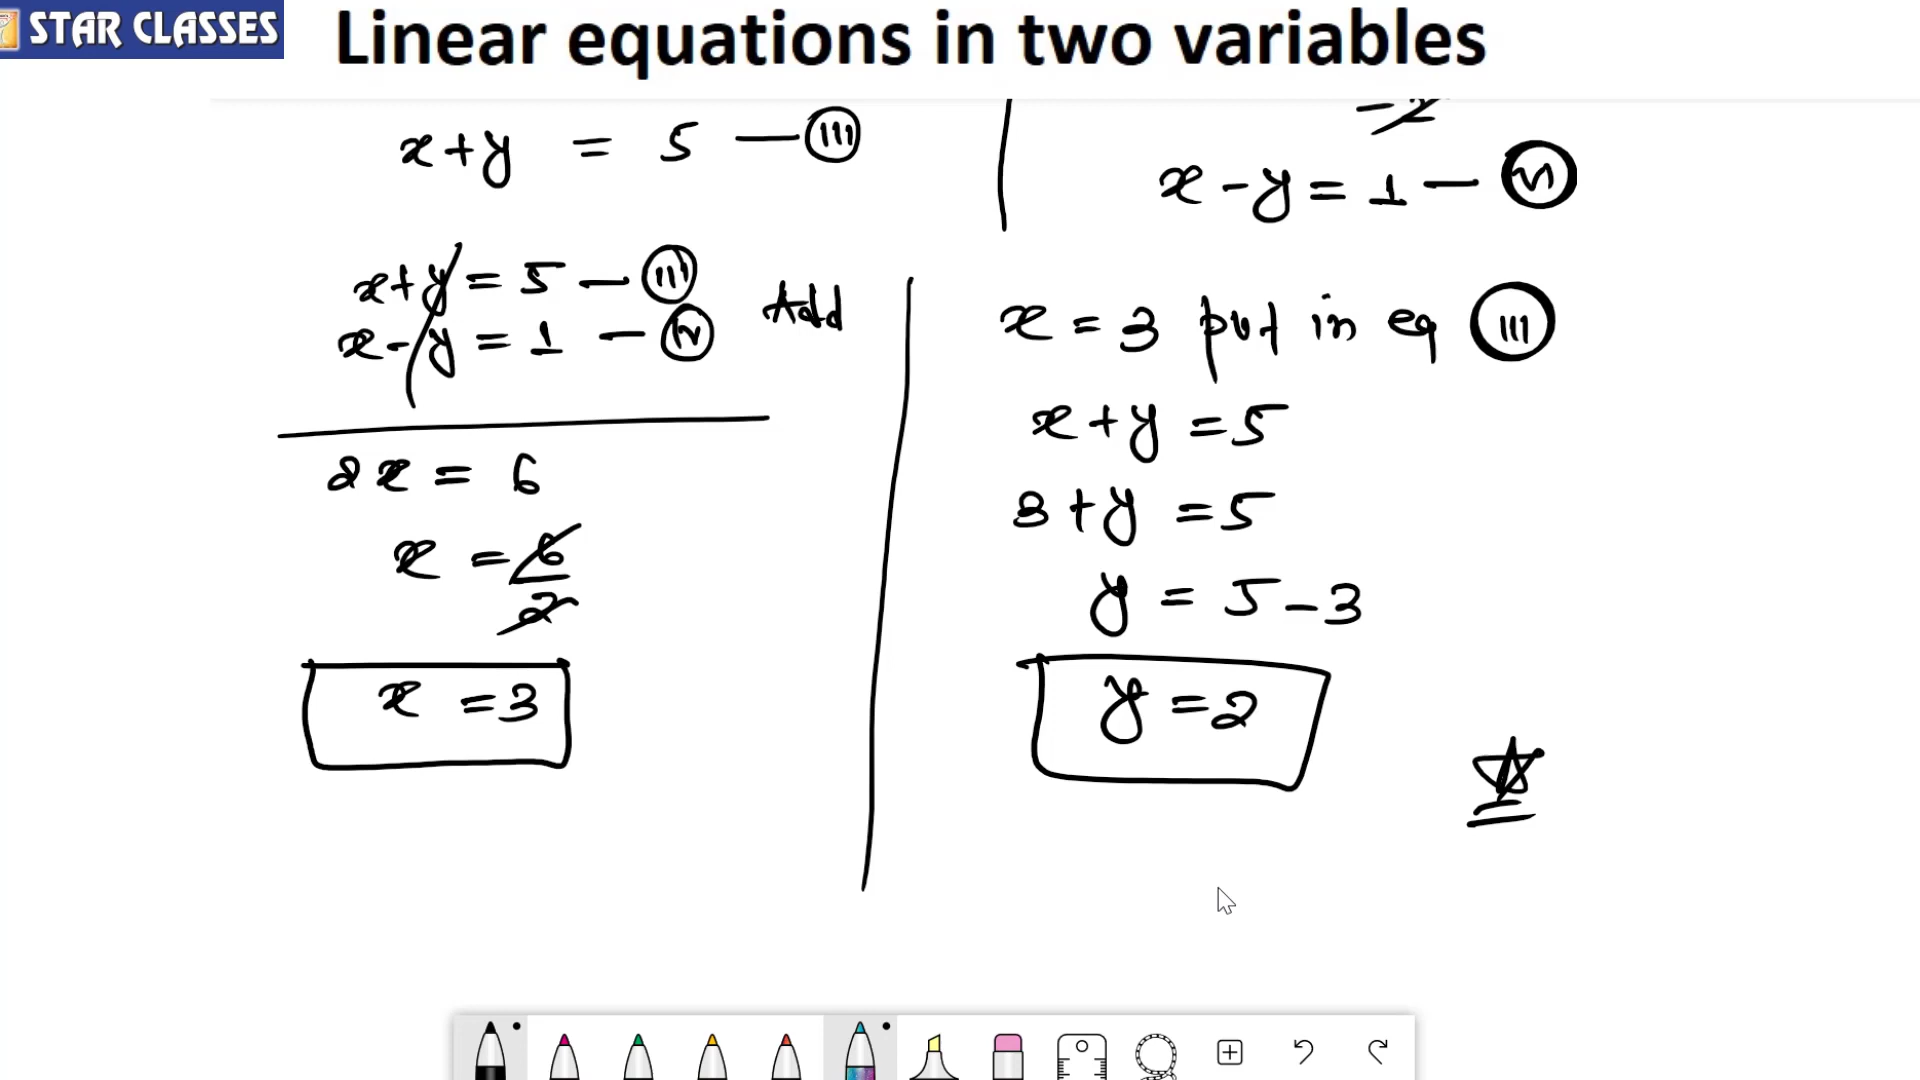 STAR CLASSES
Linear equations in two variables
x+y = 5 — (III)
x-y = 1 — (IV)
x+y = 5 — (III)
x-y = 1 — (IV)
Add
2x = 6
x = 6/2
x = 3
x = 3 put in eq (III)
x+y = 5
3+y = 5
y = 5-3
y = 2